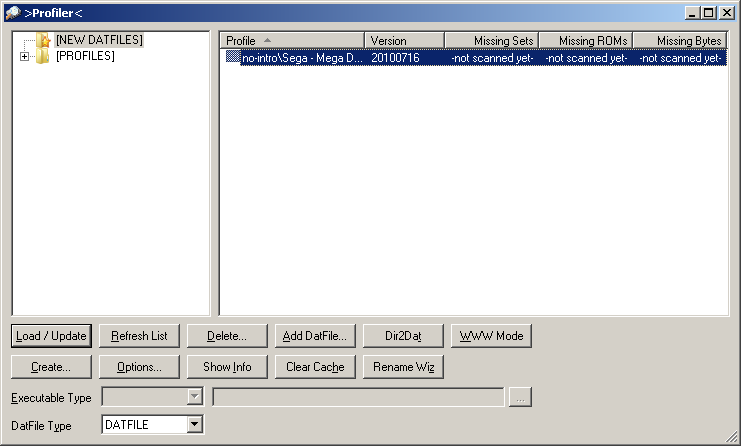 >Profiler<
[NEW DATFILES]
[PROFILES]
Profile Version Missing Sets Missing ROMs Missing Bytes
no-intro\Sega - Mega D... 20100716 -not scanned yet- -not scanned yet- -not scanned yet-
Load / Update Refresh List Delete... Add DatFile... Dir2Dat WWW Mode
Create... Options... Show Info Clear Cache Rename Wiz
Executable Type ...
DatFile Type DATFILE